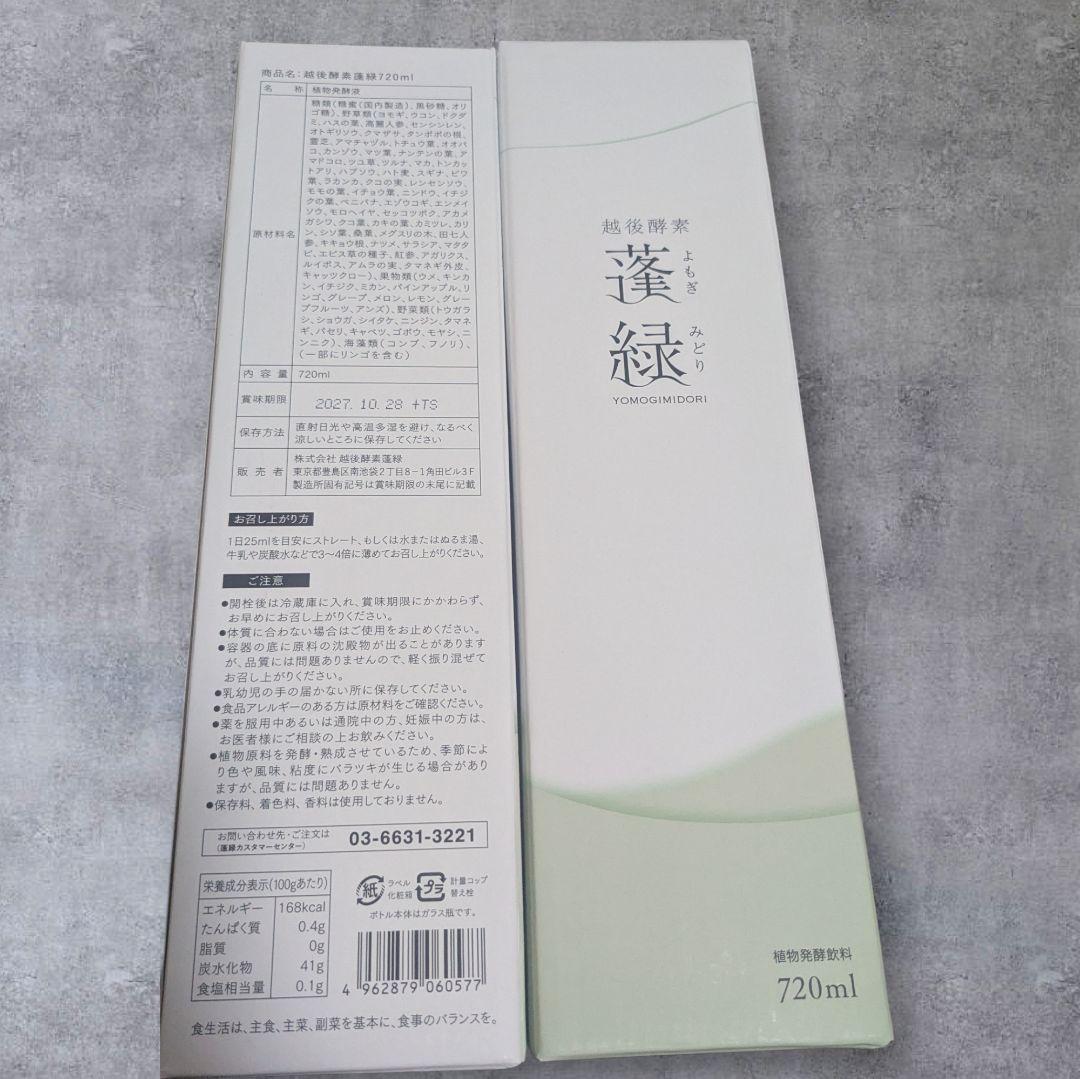 商品名：越後酵素蓬緑720ml
名　称　植物発酵液
原材料名
糖類(糖蜜(国内製造)、黒砂糖、オリ
ゴ糖)、野草類(ヨモギ、ウコン、ドクダ
ミ、ハスの葉、高麗人参、センシンレン、
オトギリソウ、クマザサ、タンポポの根、
霊芝、アマチャヅル、トチュウ葉、オオバ
コ、カンゾウ、マツ葉、ナンテンの葉、ア
マドコロ、ツユ草、ツルナ、マカ、トンカッ
トアリ、ハブソウ、ハト麦、スギナ、ビワ
葉、ラカンカ、クコの実、レンセンソウ、
モモの葉、イチョウ葉、ニンドウ、イチジ
クの葉、ベニバナ、エゾウコギ、エンメイ
ソウ、モロヘイヤ、セッコツボク、アカメ
ガシワ、クコ葉、カキの葉、カミツレ、カリ
ン、シソ葉、桑葉、メグスリの木、田七人
参、キキョウ根、ナツメ、サラシア、マタタ
ビ、エビス草の種子、紅参、アガリクス、
ルイボス、アムラの実、タマネギ外皮、
キャッツクロー)、果物類(ウメ、キンカ
ン、イチジク、ミカン、パインアップル、リ
ンゴ、グレープ、メロン、レモン、グレー
プフルーツ、アンズ)、野菜類(トウガラ
シ、ショウガ、シイタケ、ニンジン、タマネ
ギ、パセリ、キャベツ、ゴボウ、モヤシ、ニ
ンニク)、海藻類(コンブ、フノリ)、
(一部にリンゴを含む)
内容量　720ml
賞味期限　2027.10.28 +TS
保存方法　直射日光や高温多湿を避け、なるべく
涼しいところに保存してください
販売者　株式会社 越後酵素蓬緑
東京都豊島区南池袋2丁目8-1角田ビル3F
製造所固有記号は賞味期限の末尾に記載
お召し上がり方
1日25mlを目安にストレート、もしくは水またはぬるま湯、
牛乳や炭酸水などで3～4倍に薄めてお召し上がりください。
ご注意
●開栓後は冷蔵庫に入れ、賞味期限にかかわらず、
お早めにお召し上がりください。
●体質に合わない場合はご使用をお止めください。
●容器の底に原料の沈殿物が出ることがあります
が、品質には問題ありませんので、軽く振り混ぜて
お召し上がりください。
●乳幼児の手の届かない所に保存してください。
●食品アレルギーのある方は原材料をご確認ください。
●薬を服用中あるいは通院中の方、妊娠中の方は、
お医者様にご相談の上お飲みください。
●植物原料を発酵・熟成させているため、季節によ
り色や風味、粘度にバラツキが生じる場合があり
ますが、品質には問題ありません。
●保存料、着色料、香料は使用しておりません。
お問い合わせ先・ご注文は
(蓬緑カスタマーセンター)
03-6631-3221
栄養成分表示(100gあたり)
エネルギー　168kcal
たんぱく質　0.4g
脂質　0g
炭水化物　41g
食塩相当量　0.1g
紙
ラベル
化粧箱
プラ
計量コップ
替え栓
ボトル本体はガラス瓶です。
4 962879 060577
食生活は、主食、主菜、副菜を基本に、食事のバランスを。
越後酵素
蓬
よもぎ
緑
みどり
YOMOGIMIDORI
植物発酵飲料
720ml